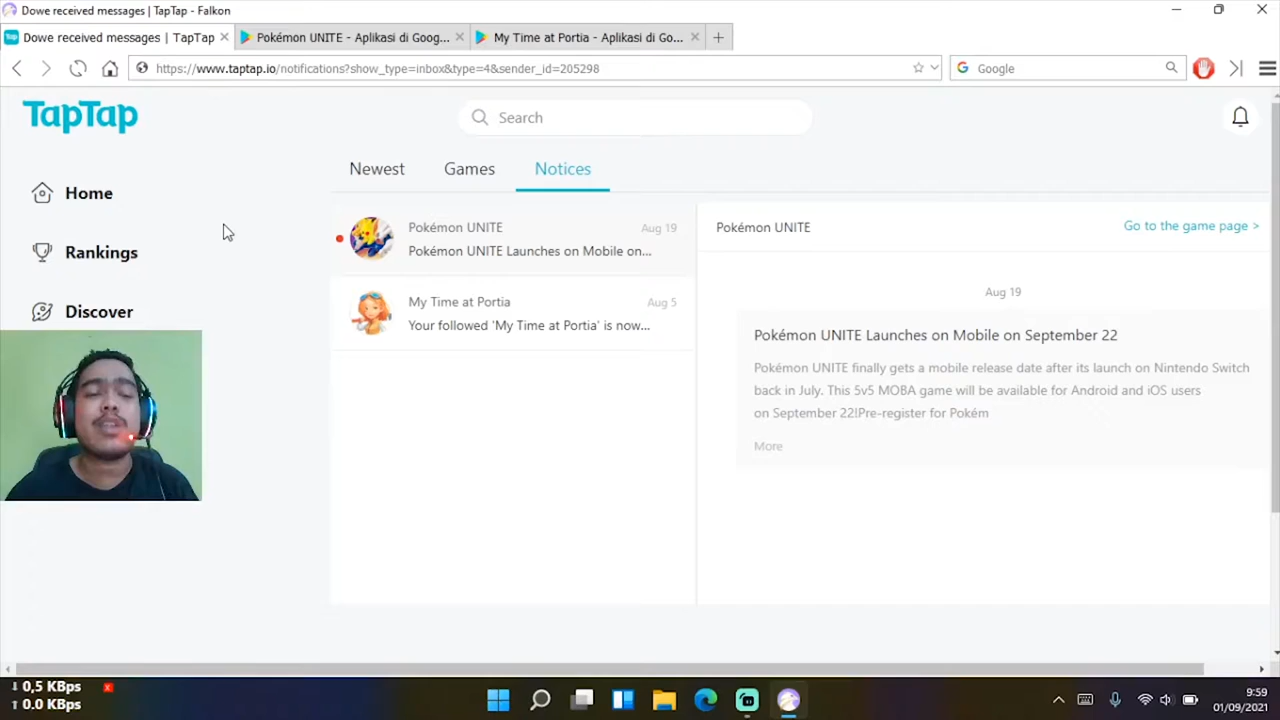 Dowe received messages | TapTap - Falkon
Dowe received messages | TapTap
Pokémon UNITE - Aplikasi di Goog...
My Time at Portia - Aplikasi di Go...
https://www.taptap.io/notifications?show_type=inbox&type=4&sender_id=205298
Google
TapTap
Search
Newest
Games
Notices
Home
Rankings
Discover
Pokémon UNITE
Aug 19
Pokémon UNITE Launches on Mobile on...
My Time at Portia
Aug 5
Your followed 'My Time at Portia' is now...
Pokémon UNITE
Go to the game page >
Aug 19
Pokémon UNITE Launches on Mobile on September 22
Pokémon UNITE finally gets a mobile release date after its launch on Nintendo Switch
back in July. This 5v5 MOBA game will be available for Android and iOS users
on September 22!Pre-register for Pokém
More
0,5 KBps
0.0 KBps
9:59
01/09/2021